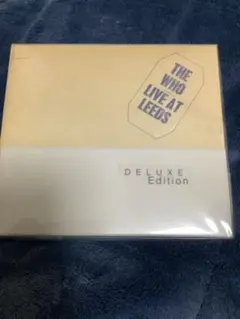 THE
WHO
LIVE AT
LEEDS
DELUXE
Edition